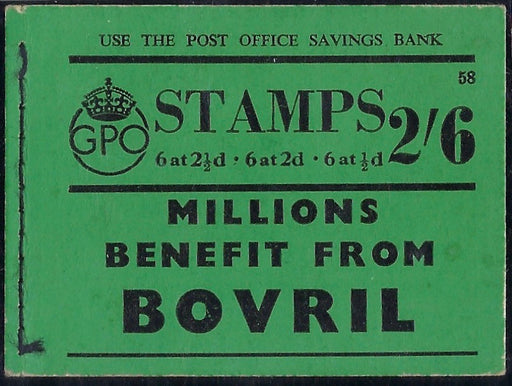 USE THE POST OFFICE SAVINGS BANK
58
GPO
STAMPS 2/6
6 at 2½d · 6 at 2d · 6 at ½d
MILLIONS
BENEFIT FROM
BOVRIL